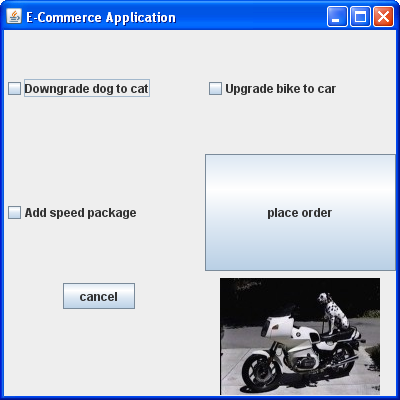 E-Commerce Application
Downgrade dog to cat
Upgrade bike to car
Add speed package
place order
cancel